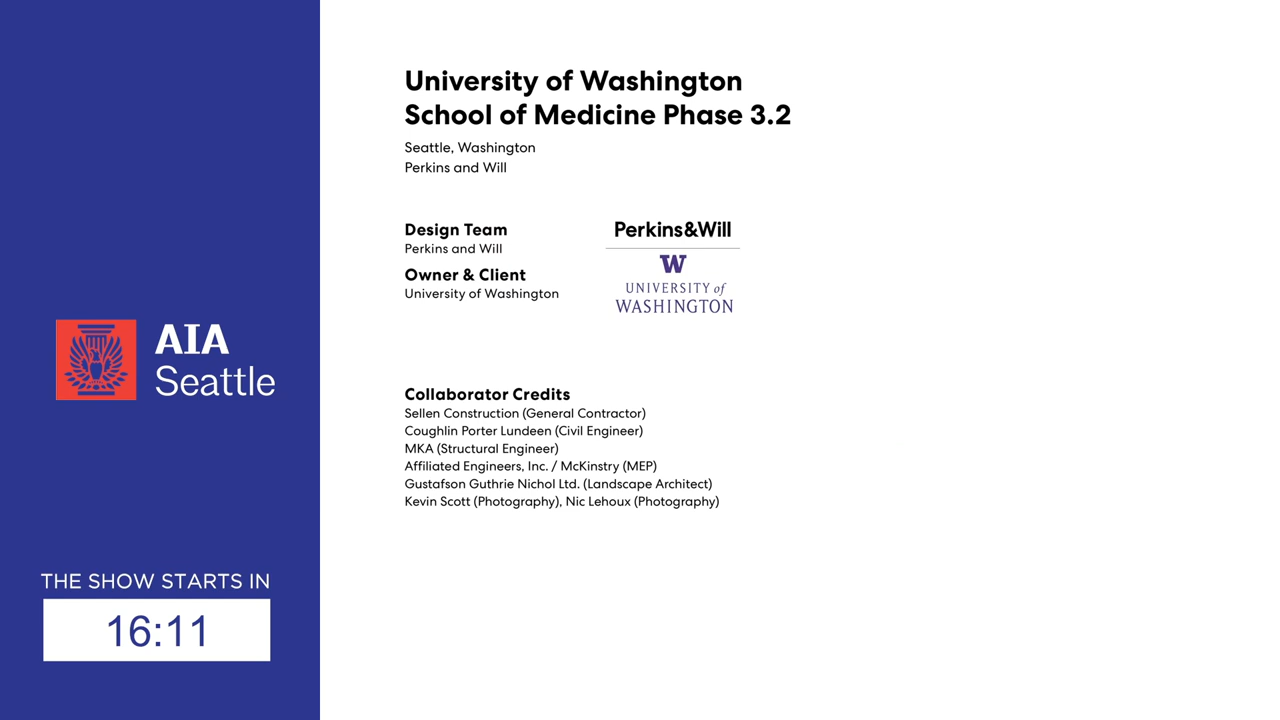 University of Washington
School of Medicine Phase 3.2
Seattle, Washington
Perkins and Will
Design Team
Perkins and Will
Owner & Client
University of Washington
Perkins&Will
W
UNIVERSITY of
WASHINGTON
Collaborator Credits
Sellen Construction (General Contractor)
Coughlin Porter Lundeen (Civil Engineer)
MKA (Structural Engineer)
Affiliated Engineers, Inc. / McKinstry (MEP)
Gustafson Guthrie Nichol Ltd. (Landscape Architect)
Kevin Scott (Photography), Nic Lehoux (Photography)
AIA
Seattle
THE SHOW STARTS IN
16:11